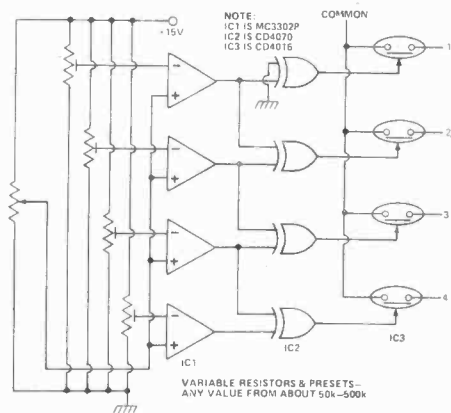 NOTE:
IC1 IS MC3302P
IC2 IS CD4070
IC3 IS CD4016
COMMON
+15V
1
2
3
4
IC1
IC2
IC3
VARIABLE RESISTORS & PRESETS—
ANY VALUE FROM ABOUT 50k–500k